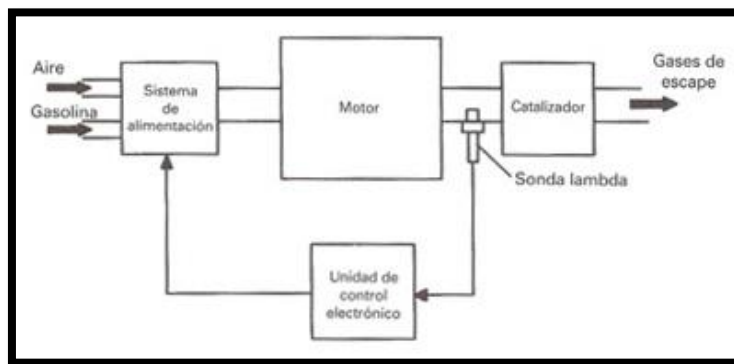 Aire
Gasolina
Sistema
de
alimentación
Motor
Catalizador
Gases de
escape
Sonda lambda
Unidad de
control
electrónico